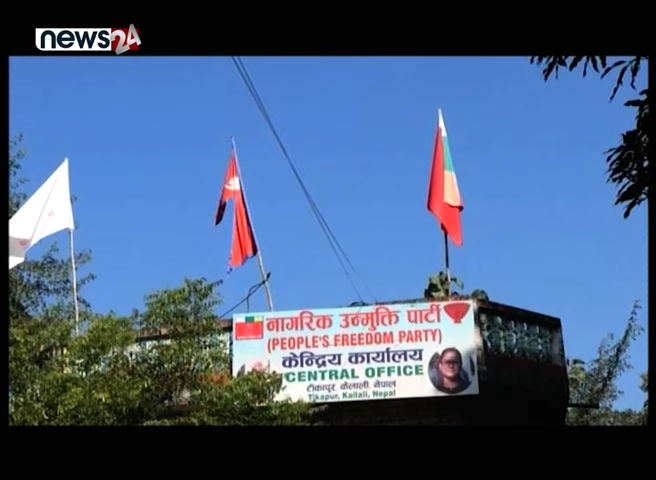 news24
नागरिक उन्मुक्ति पार्टी
(PEOPLE'S FREEDOM PARTY)
केन्द्रिय कार्यालय
CENTRAL OFFICE
टीकापुर कैलाली, नेपाल
Tikapur, Kailali, Nepal